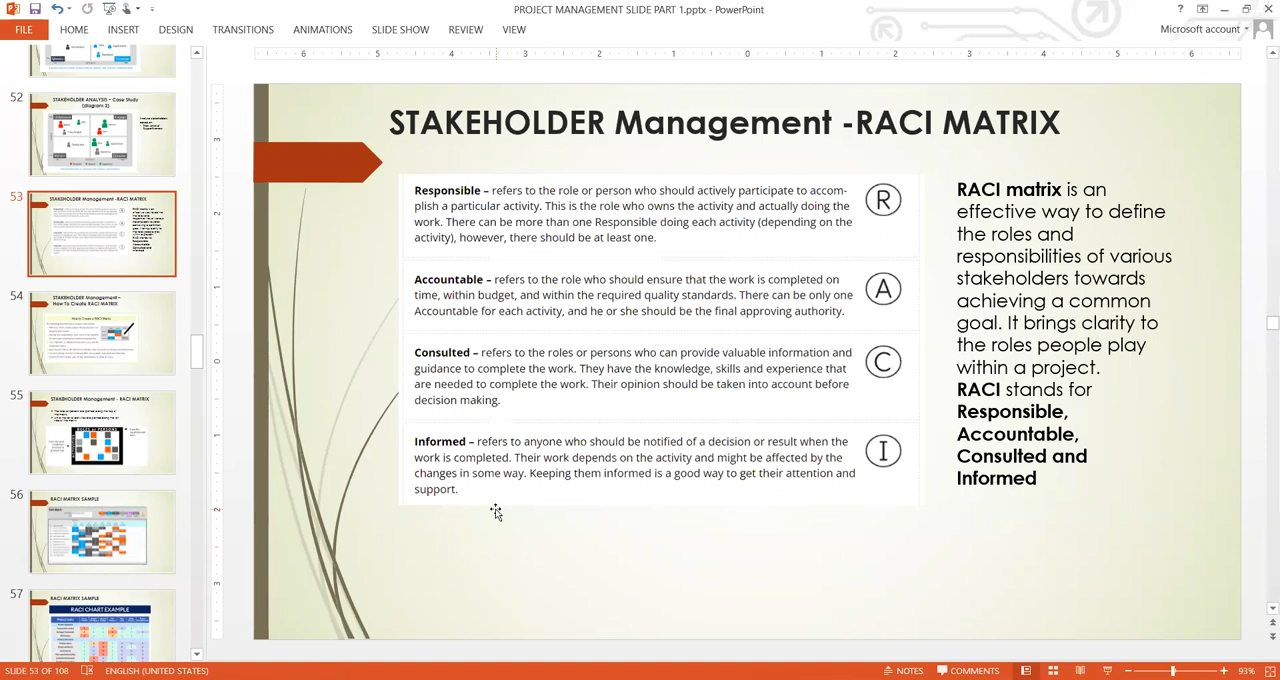 PROJECT MANAGEMENT SLIDE PART 1.pptx - PowerPoint
FILE HOME INSERT DESIGN TRANSITIONS ANIMATIONS SLIDE SHOW REVIEW VIEW
Microsoft account
52
STAKEHOLDER ANALYSIS – Case Study
(diagram 2)
53
STAKEHOLDER Management -RACI MATRIX
54
STAKEHOLDER Management –
How To Create RACI MATRIX
55
STAKEHOLDER Management - RACI MATRIX
56
RACI MATRIX SAMPLE
57
RACI MATRIX SAMPLE
RACI CHART EXAMPLE
STAKEHOLDER Management -RACI MATRIX
Responsible – refers to the role or person who should actively participate to accom-
plish a particular activity. This is the role who owns the activity and actually doing the
work. There can be more than one Responsible doing each activity (depending on the
activity), however, there should be at least one.
R
Accountable – refers to the role who should ensure that the work is completed on
time, within budget, and within the required quality standards. There can be only one
Accountable for each activity, and he or she should be the final approving authority.
A
Consulted – refers to the roles or persons who can provide valuable information and
guidance to complete the work. They have the knowledge, skills and experience that
are needed to complete the work. Their opinion should be taken into account before
decision making.
C
Informed – refers to anyone who should be notified of a decision or result when the
work is completed. Their work depends on the activity and might be affected by the
changes in some way. Keeping them informed is a good way to get their attention and
support.
I
RACI matrix is an
effective way to define
the roles and
responsibilities of various
stakeholders towards
achieving a common
goal. It brings clarity to
the roles people play
within a project.
RACI stands for
Responsible,
Accountable,
Consulted and
Informed
SLIDE 53 OF 108 ENGLISH (UNITED STATES) NOTES COMMENTS 93%